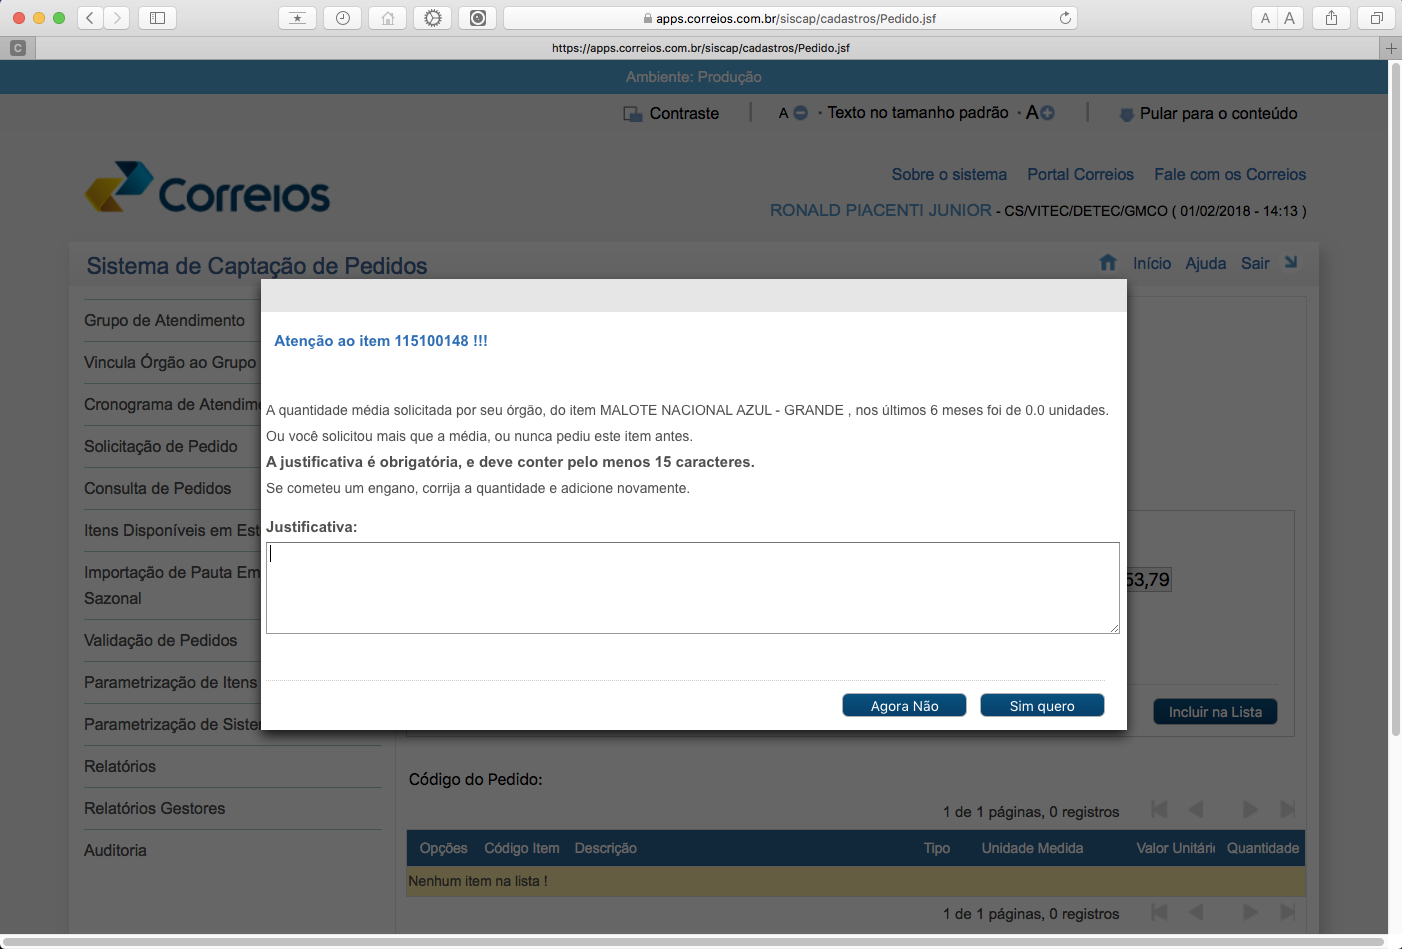 apps.correios.com.br/siscap/cadastros/Pedido.jsf
A A
C
https://apps.correios.com.br/siscap/cadastros/Pedido.jsf
Ambiente: Produção
Contraste | A · Texto no tamanho padrão · A | Pular para o conteúdo
Correios
Sobre o sistema Portal Correios Fale com os Correios
RONALD PIACENTI JUNIOR - CS/VITEC/DETEC/GMCO ( 01/02/2018 - 14:13 )
Sistema de Captação de Pedidos
Início Ajuda Sair
Grupo de Atendimento
Vincula Órgão ao Grupo
Cronograma de Atendime
Solicitação de Pedido
Consulta de Pedidos
Itens Disponíveis em Est
Importação de Pauta Em
Sazonal
Validação de Pedidos
Parametrização de Itens
Parametrização de Sister
Relatórios
Relatórios Gestores
Auditoria
Atenção ao item 115100148 !!!
A quantidade média solicitada por seu órgão, do item MALOTE NACIONAL AZUL - GRANDE , nos últimos 6 meses foi de 0.0 unidades.
Ou você solicitou mais que a média, ou nunca pediu este item antes.
A justificativa é obrigatória, e deve conter pelo menos 15 caracteres.
Se cometeu um engano, corrija a quantidade e adicione novamente.
Justificativa:
Agora Não
Sim quero
53,79
Incluir na Lista
Código do Pedido:
1 de 1 páginas, 0 registros
Opções Código Item Descrição Tipo Unidade Medida Valor Unitári Quantidade
Nenhum item na lista !
1 de 1 páginas, 0 registros